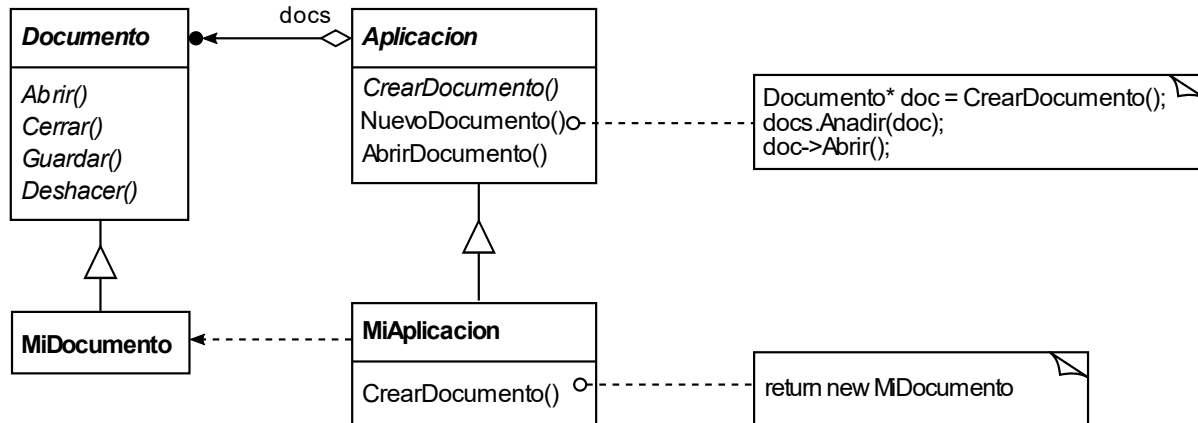 docs
Documento
Abrir()
Cerrar()
Guardar()
Deshacer()
Aplicacion
CrearDocumento()
NuevoDocumento()
AbrirDocumento()
Documento* doc = CrearDocumento();
docs.Anadir(doc);
doc->Abrir();
MiDocumento
MiAplicacion
CrearDocumento()
return new MiDocumento